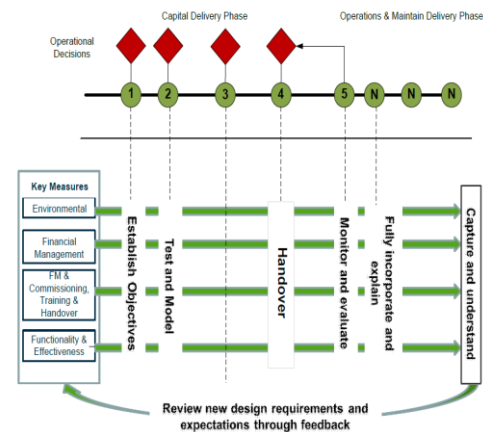 Capital Delivery Phase
Operations & Maintain Delivery Phase
Operational
Decisions
1
2
3
4
5
N
N
N
Key Measures
Environmental
Financial
Management
FM &
Commissioning,
Training &
Handover
Functionality &
Effectiveness
Establish Objectives
Test and Model
Handover
Monitor and evaluate
Fully incorporate and
explain
Capture and understand
Review new design requirements and
expectations through feedback